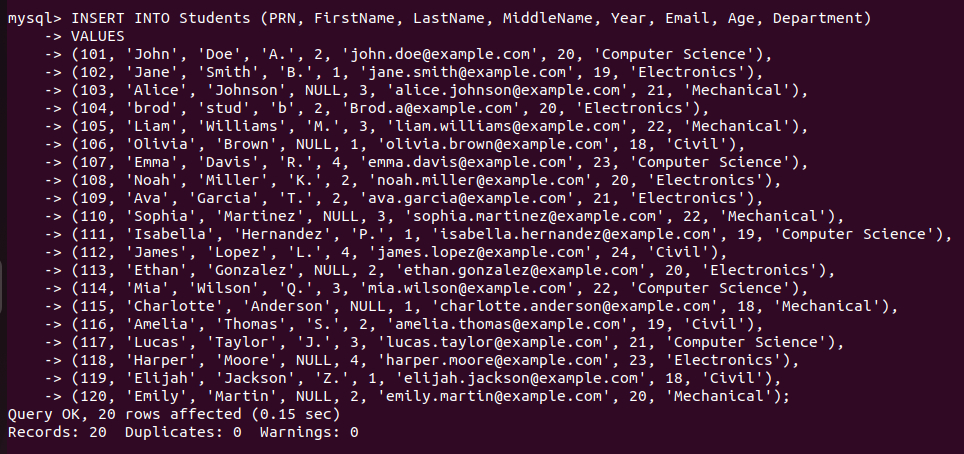 mysql> INSERT INTO Students (PRN, FirstName, LastName, MiddleName, Year, Email, Age, Department)
    -> VALUES
    -> (101, 'John', 'Doe', 'A.', 2, 'john.doe@example.com', 20, 'Computer Science'),
    -> (102, 'Jane', 'Smith', 'B.', 1, 'jane.smith@example.com', 19, 'Electronics'),
    -> (103, 'Alice', 'Johnson', NULL, 3, 'alice.johnson@example.com', 21, 'Mechanical'),
    -> (104, 'brod', 'stud', 'b', 2, 'Brod.a@example.com', 20, 'Electronics'),
    -> (105, 'Liam', 'Williams', 'M.', 3, 'liam.williams@example.com', 22, 'Mechanical'),
    -> (106, 'Olivia', 'Brown', NULL, 1, 'olivia.brown@example.com', 18, 'Civil'),
    -> (107, 'Emma', 'Davis', 'R.', 4, 'emma.davis@example.com', 23, 'Computer Science'),
    -> (108, 'Noah', 'Miller', 'K.', 2, 'noah.miller@example.com', 20, 'Electronics'),
    -> (109, 'Ava', 'Garcia', 'T.', 2, 'ava.garcia@example.com', 21, 'Electronics'),
    -> (110, 'Sophia', 'Martinez', NULL, 3, 'sophia.martinez@example.com', 22, 'Mechanical'),
    -> (111, 'Isabella', 'Hernandez', 'P.', 1, 'isabella.hernandez@example.com', 19, 'Computer Science'),
    -> (112, 'James', 'Lopez', 'L.', 4, 'james.lopez@example.com', 24, 'Civil'),
    -> (113, 'Ethan', 'Gonzalez', NULL, 2, 'ethan.gonzalez@example.com', 20, 'Electronics'),
    -> (114, 'Mia', 'Wilson', 'Q.', 3, 'mia.wilson@example.com', 22, 'Computer Science'),
    -> (115, 'Charlotte', 'Anderson', NULL, 1, 'charlotte.anderson@example.com', 18, 'Mechanical'),
    -> (116, 'Amelia', 'Thomas', 'S.', 2, 'amelia.thomas@example.com', 19, 'Civil'),
    -> (117, 'Lucas', 'Taylor', 'J.', 3, 'lucas.taylor@example.com', 21, 'Computer Science'),
    -> (118, 'Harper', 'Moore', NULL, 4, 'harper.moore@example.com', 23, 'Electronics'),
    -> (119, 'Elijah', 'Jackson', 'Z.', 1, 'elijah.jackson@example.com', 18, 'Civil'),
    -> (120, 'Emily', 'Martin', NULL, 2, 'emily.martin@example.com', 20, 'Mechanical');
Query OK, 20 rows affected (0.15 sec)
Records: 20  Duplicates: 0  Warnings: 0